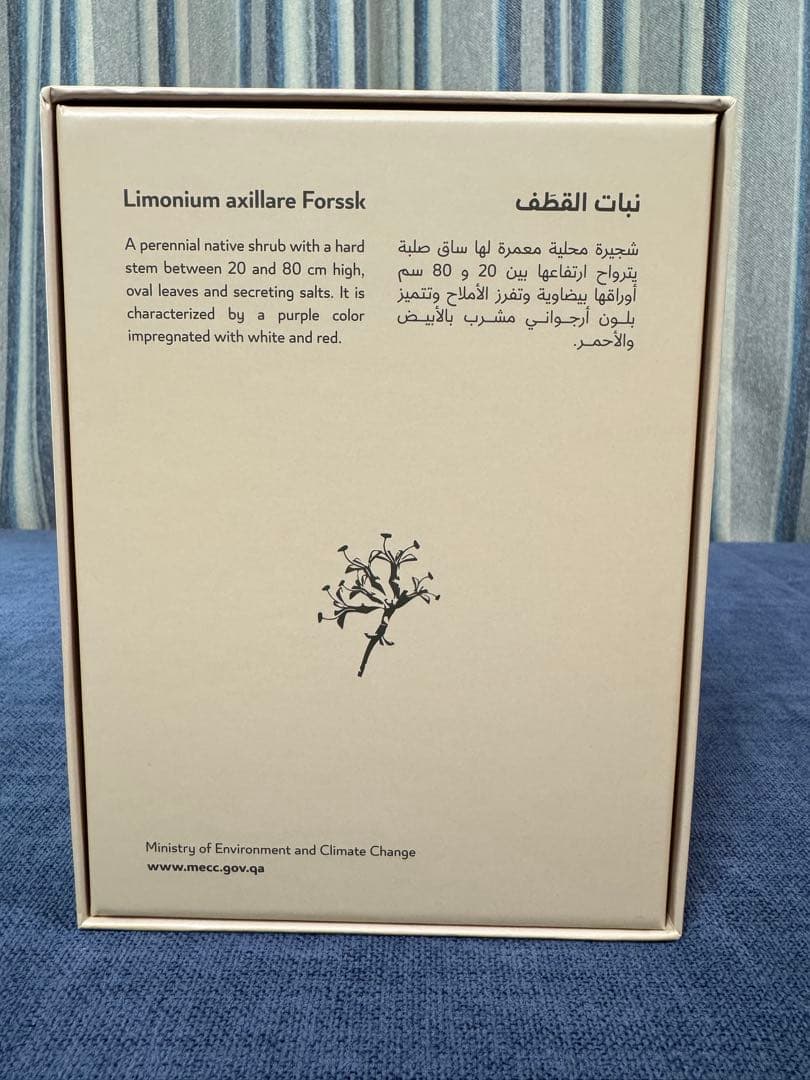 Limonium axillare Forssk
A perennial native shrub with a hard
stem between 20 and 80 cm high,
oval leaves and secreting salts. It is
characterized by a purple color
impregnated with white and red.
نبات القطَف
شجيرة محلية معمرة لها ساق صلبة
يترواح ارتفاعها بين 20 و 80 سم
أوراقها بيضاوية وتفرز الأملاح وتتميز
بلـون أرجـوانـي مشـرب بالأبيـض
والأحمـر.
Ministry of Environment and Climate Change
www.mecc.gov.qa